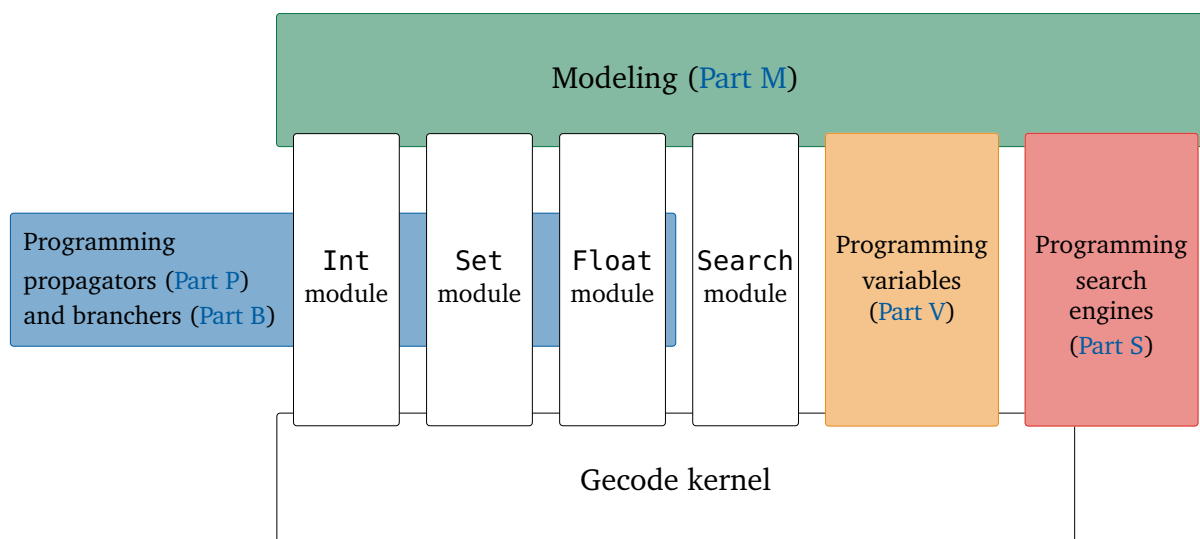 Modeling (Part M)
Programming
propagators (Part P)
and branchers (Part B)
Int
module
Set
module
Float
module
Search
module
Programming
variables
(Part V)
Programming
search
engines
(Part S)
Gecode kernel